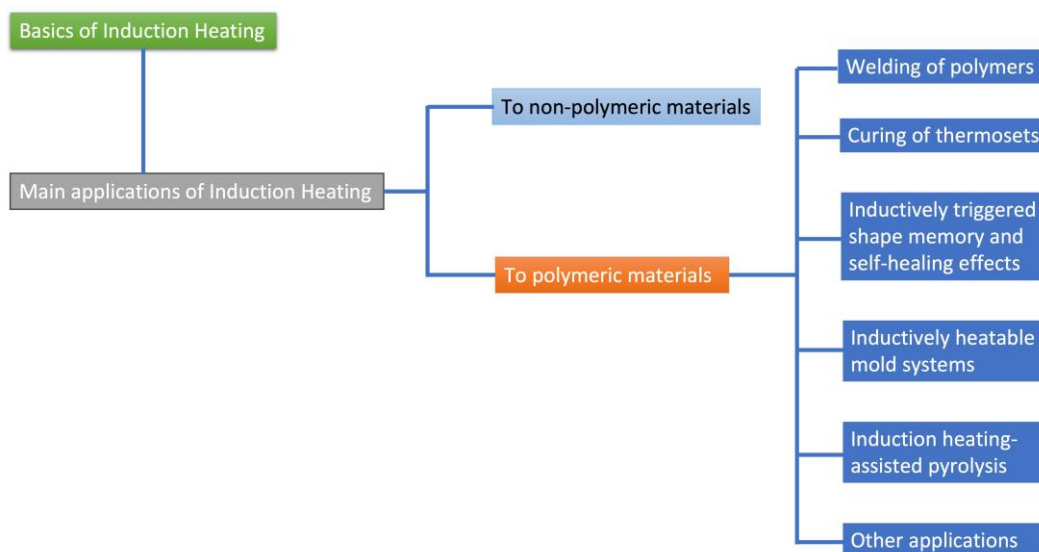 Basics of Induction Heating
Main applications of Induction Heating
To non-polymeric materials
To polymeric materials
Welding of polymers
Curing of thermosets
Inductively triggered
shape memory and
self-healing effects
Inductively heatable
mold systems
Induction heating-
assisted pyrolysis
Other applications